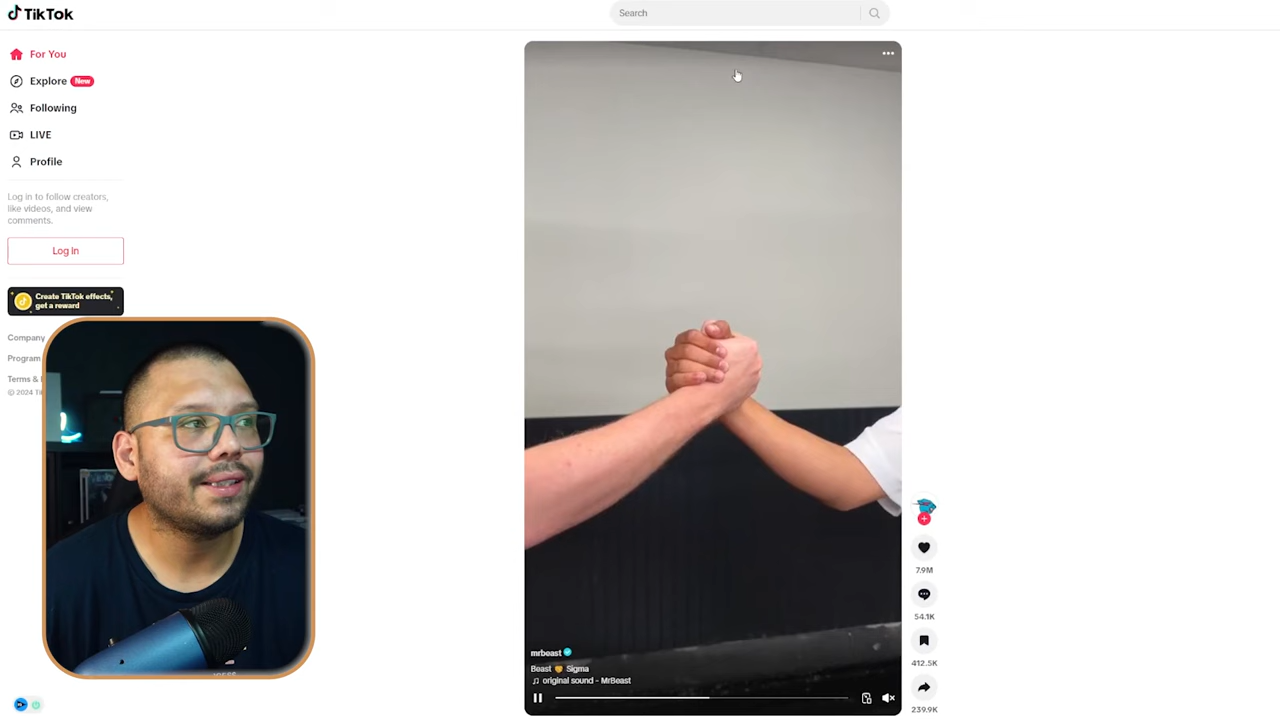 TikTok
Search
For You
Explore New
Following
LIVE
Profile
Log in to follow creators,
like videos, and view
comments.
Log in
Create TikTok effects,
get a reward
Company
Program
Terms &
© 2024
7.9M
54.1K
412.5K
239.9K
mrbeast
Beast 🤝 Sigma
♫ original sound - MrBeast